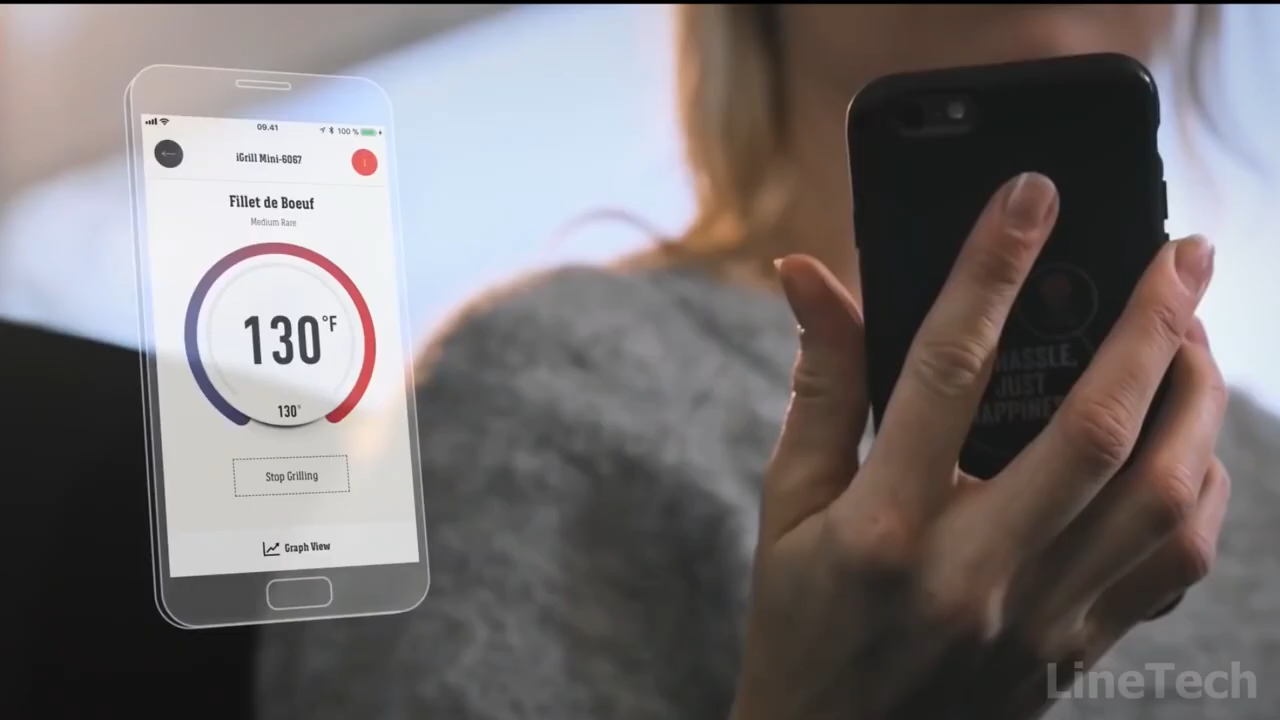 09.41
100 %
iGrill Mini-6067
Fillet de Boeuf
Medium Rare
130°F
130°
Stop Grilling
Graph View
HASSLE,
JUST
LineTech